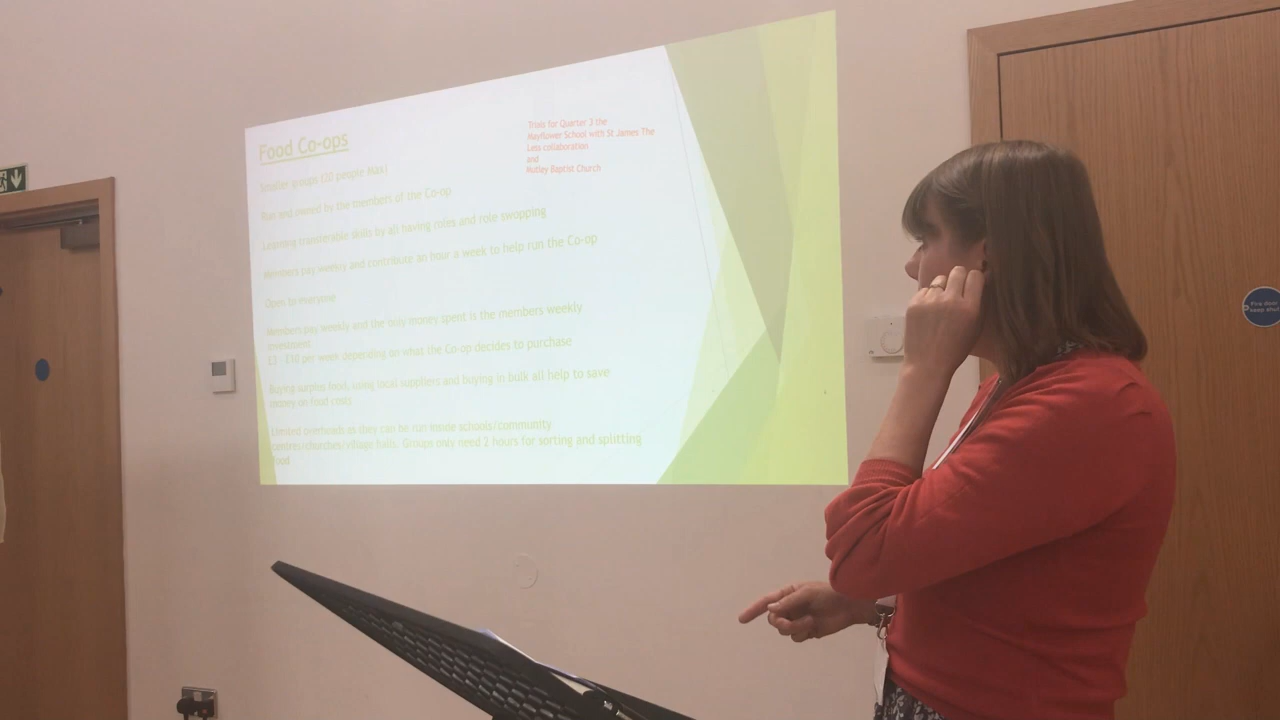 Food Co-ops
Smaller groups (20 people Max)
Run and owned by the members of the Co-op
Learning transferable skills by all having roles and role swopping
Members pay weekly and contribute an hour a week to help run the Co-op
Open to everyone
Members pay weekly and the only money spent is the members weekly
investment
£3 - £10 per week depending on what the Co-op decides to purchase
Buying surplus food, using local suppliers and buying in bulk all help to save
money on Food costs
Limited overheads as they can be run inside schools/community
centres/churches/village halls. Groups only need 2 hours for sorting and splitting
food
Trials for Quarter 3 the
Mayflower School with St James The
Less collaboration
and
Mutley Baptist Church
Fire door
keep shut